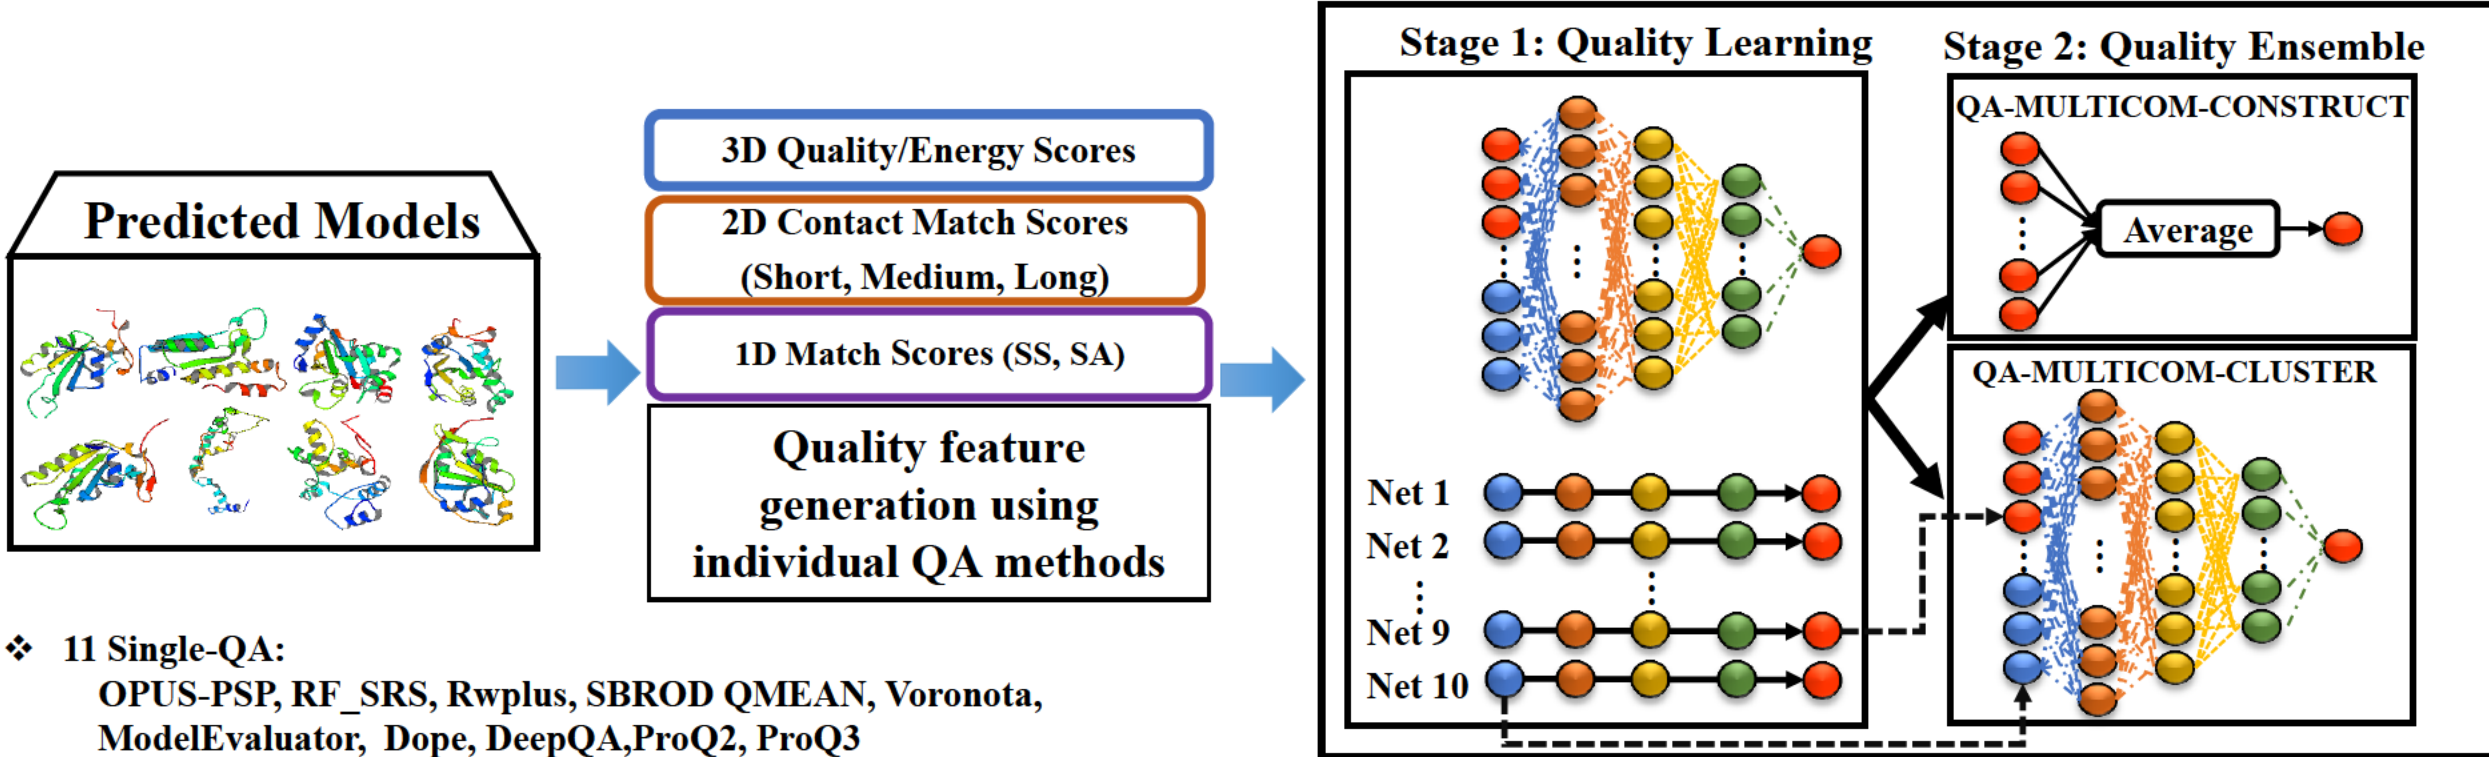 Predicted Models
3D Quality/Energy Scores
2D Contact Match Scores
(Short, Medium, Long)
1D Match Scores (SS, SA)
Quality feature
generation using
individual QA methods
❖ 11 Single-QA:
OPUS-PSP, RF_SRS, Rwplus, SBROD QMEAN, Voronota,
ModelEvaluator, Dope, DeepQA,ProQ2, ProQ3
Stage 1: Quality Learning
Net 1
Net 2
Net 9
Net 10
Stage 2: Quality Ensemble
QA-MULTICOM-CONSTRUCT
Average
QA-MULTICOM-CLUSTER